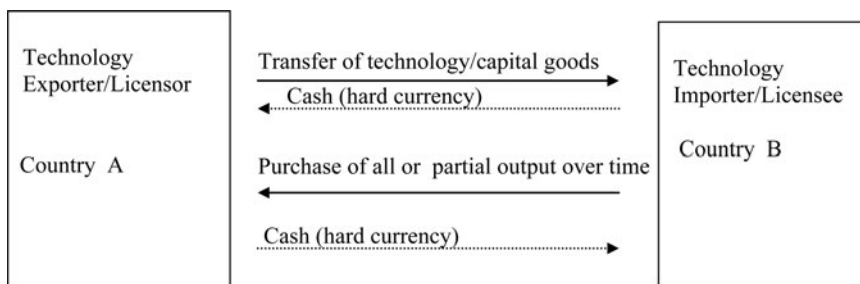 Technology
Exporter/Licensor
Country A
Transfer of technology/capital goods
Cash (hard currency)
Purchase of all or partial output over time
Cash (hard currency)
Technology
Importer/Licensee
Country B